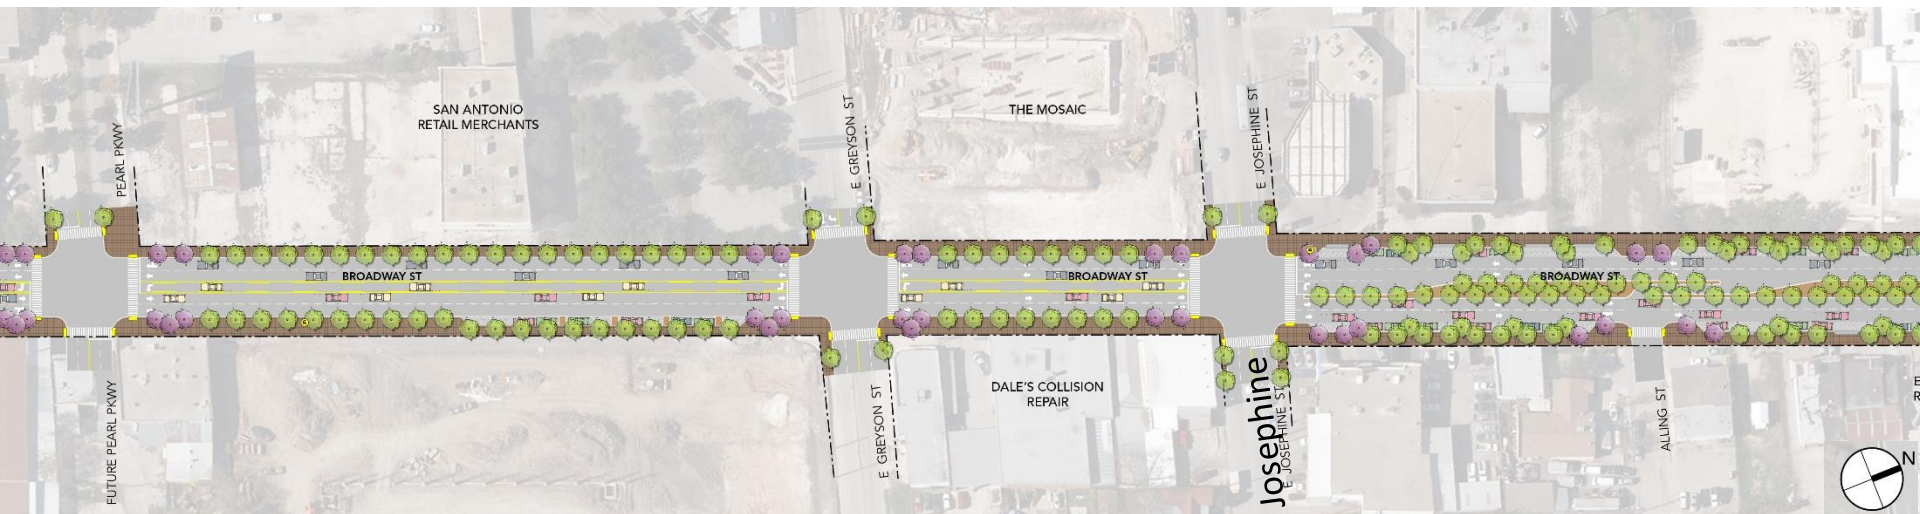 PEARL PKWY
SAN ANTONIO
RETAIL MERCHANTS
E GREYSON ST
THE MOSAIC
E JOSEPHINE ST
BROADWAY ST
BROADWAY ST
BROADWAY ST
FUTURE PEARL PKWY
E GREYSON ST
DALE'S COLLISION
REPAIR
Josephine
E JOSEPHINE ST
ALLING ST
E
R
N